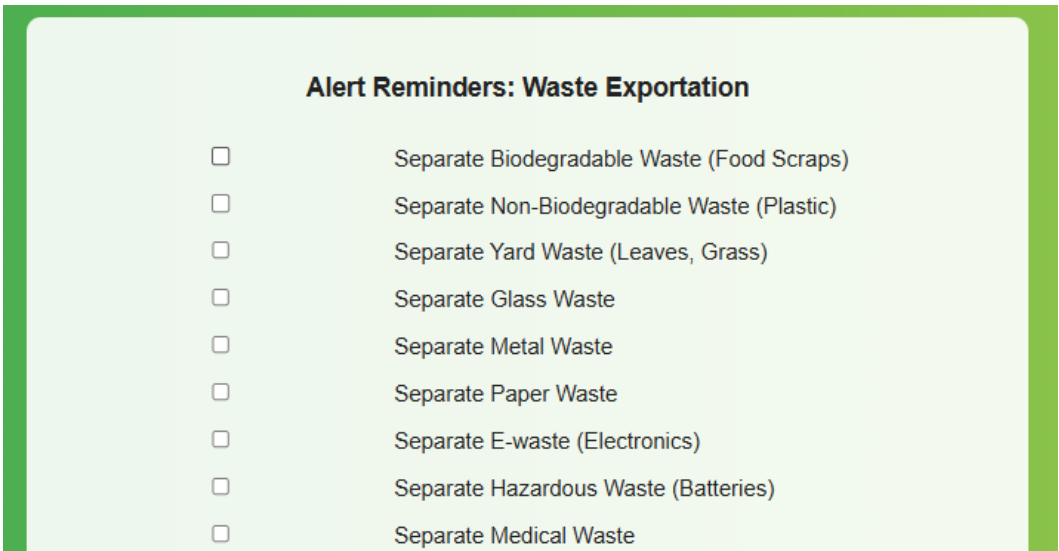 Alert Reminders: Waste Exportation
Separate Biodegradable Waste (Food Scraps)
Separate Non-Biodegradable Waste (Plastic)
Separate Yard Waste (Leaves, Grass)
Separate Glass Waste
Separate Metal Waste
Separate Paper Waste
Separate E-waste (Electronics)
Separate Hazardous Waste (Batteries)
Separate Medical Waste